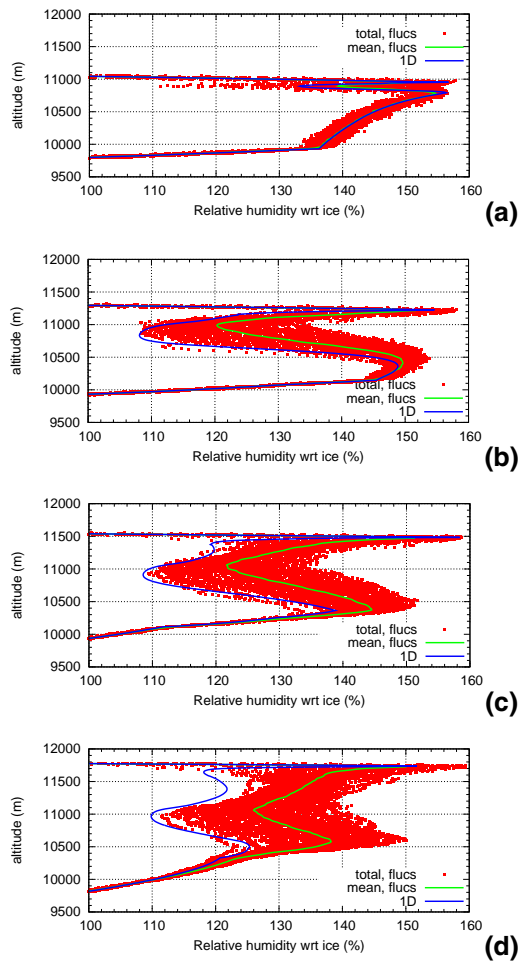 12000
11500
11000
10500
10000
9500
altitude (m)
total, flucs
mean, flucs
1D
100 110 120 130 140 150 160
Relative humidity wrt ice (%)
(a)
12000
11500
11000
10500
10000
9500
altitude (m)
total, flucs
mean, flucs
1D
100 110 120 130 140 150 160
Relative humidity wrt ice (%)
(b)
12000
11500
11000
10500
10000
9500
altitude (m)
total, flucs
mean, flucs
1D
100 110 120 130 140 150 160
Relative humidity wrt ice (%)
(c)
12000
11500
11000
10500
10000
9500
altitude (m)
total, flucs
mean, flucs
1D
100 110 120 130 140 150 160
Relative humidity wrt ice (%)
(d)